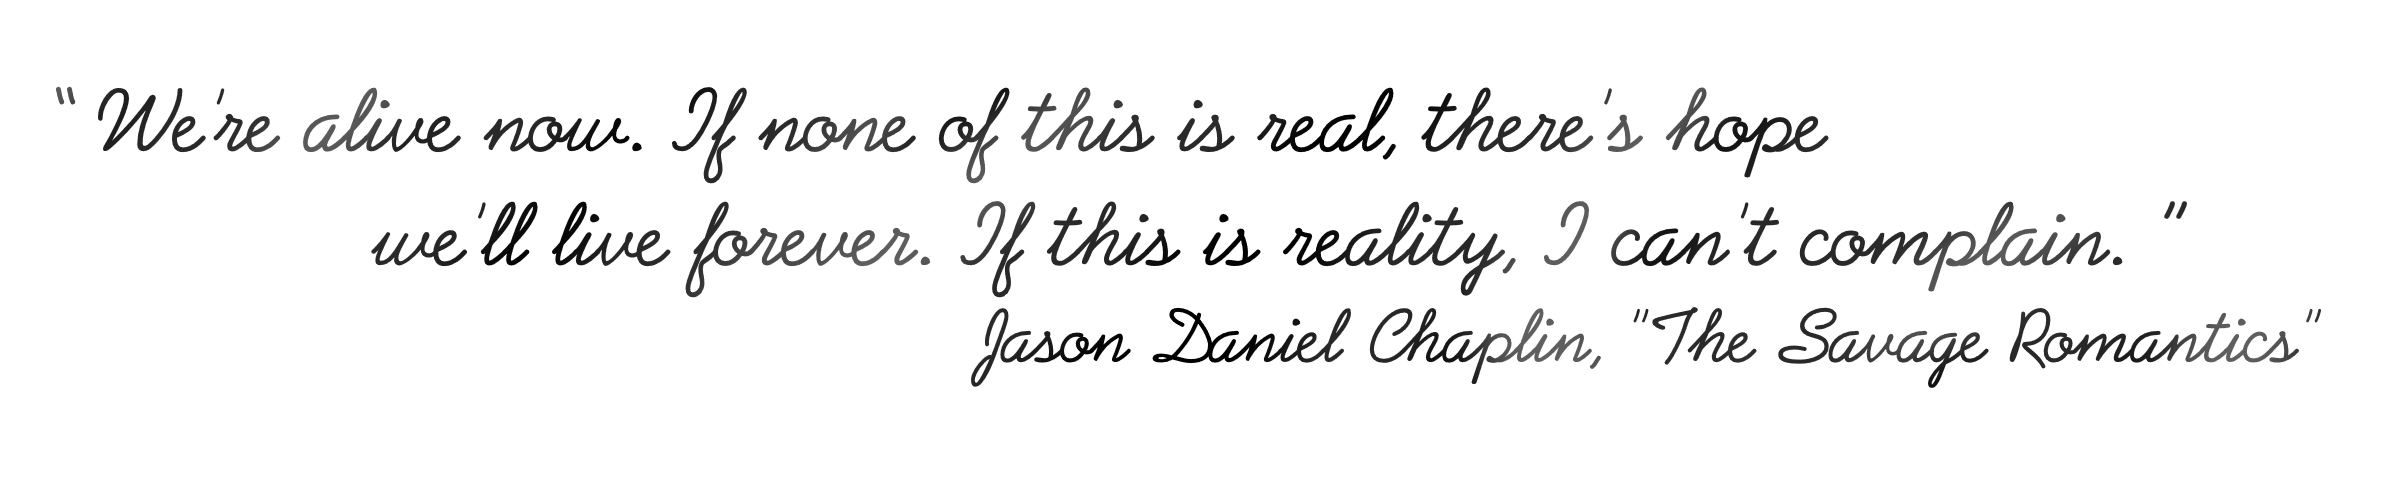 “ We're alive now. If none of this is real, there's hope
we'll live forever. If this is reality, I can't complain. ”
Jason Daniel Chaplin, "The Savage Romantics"